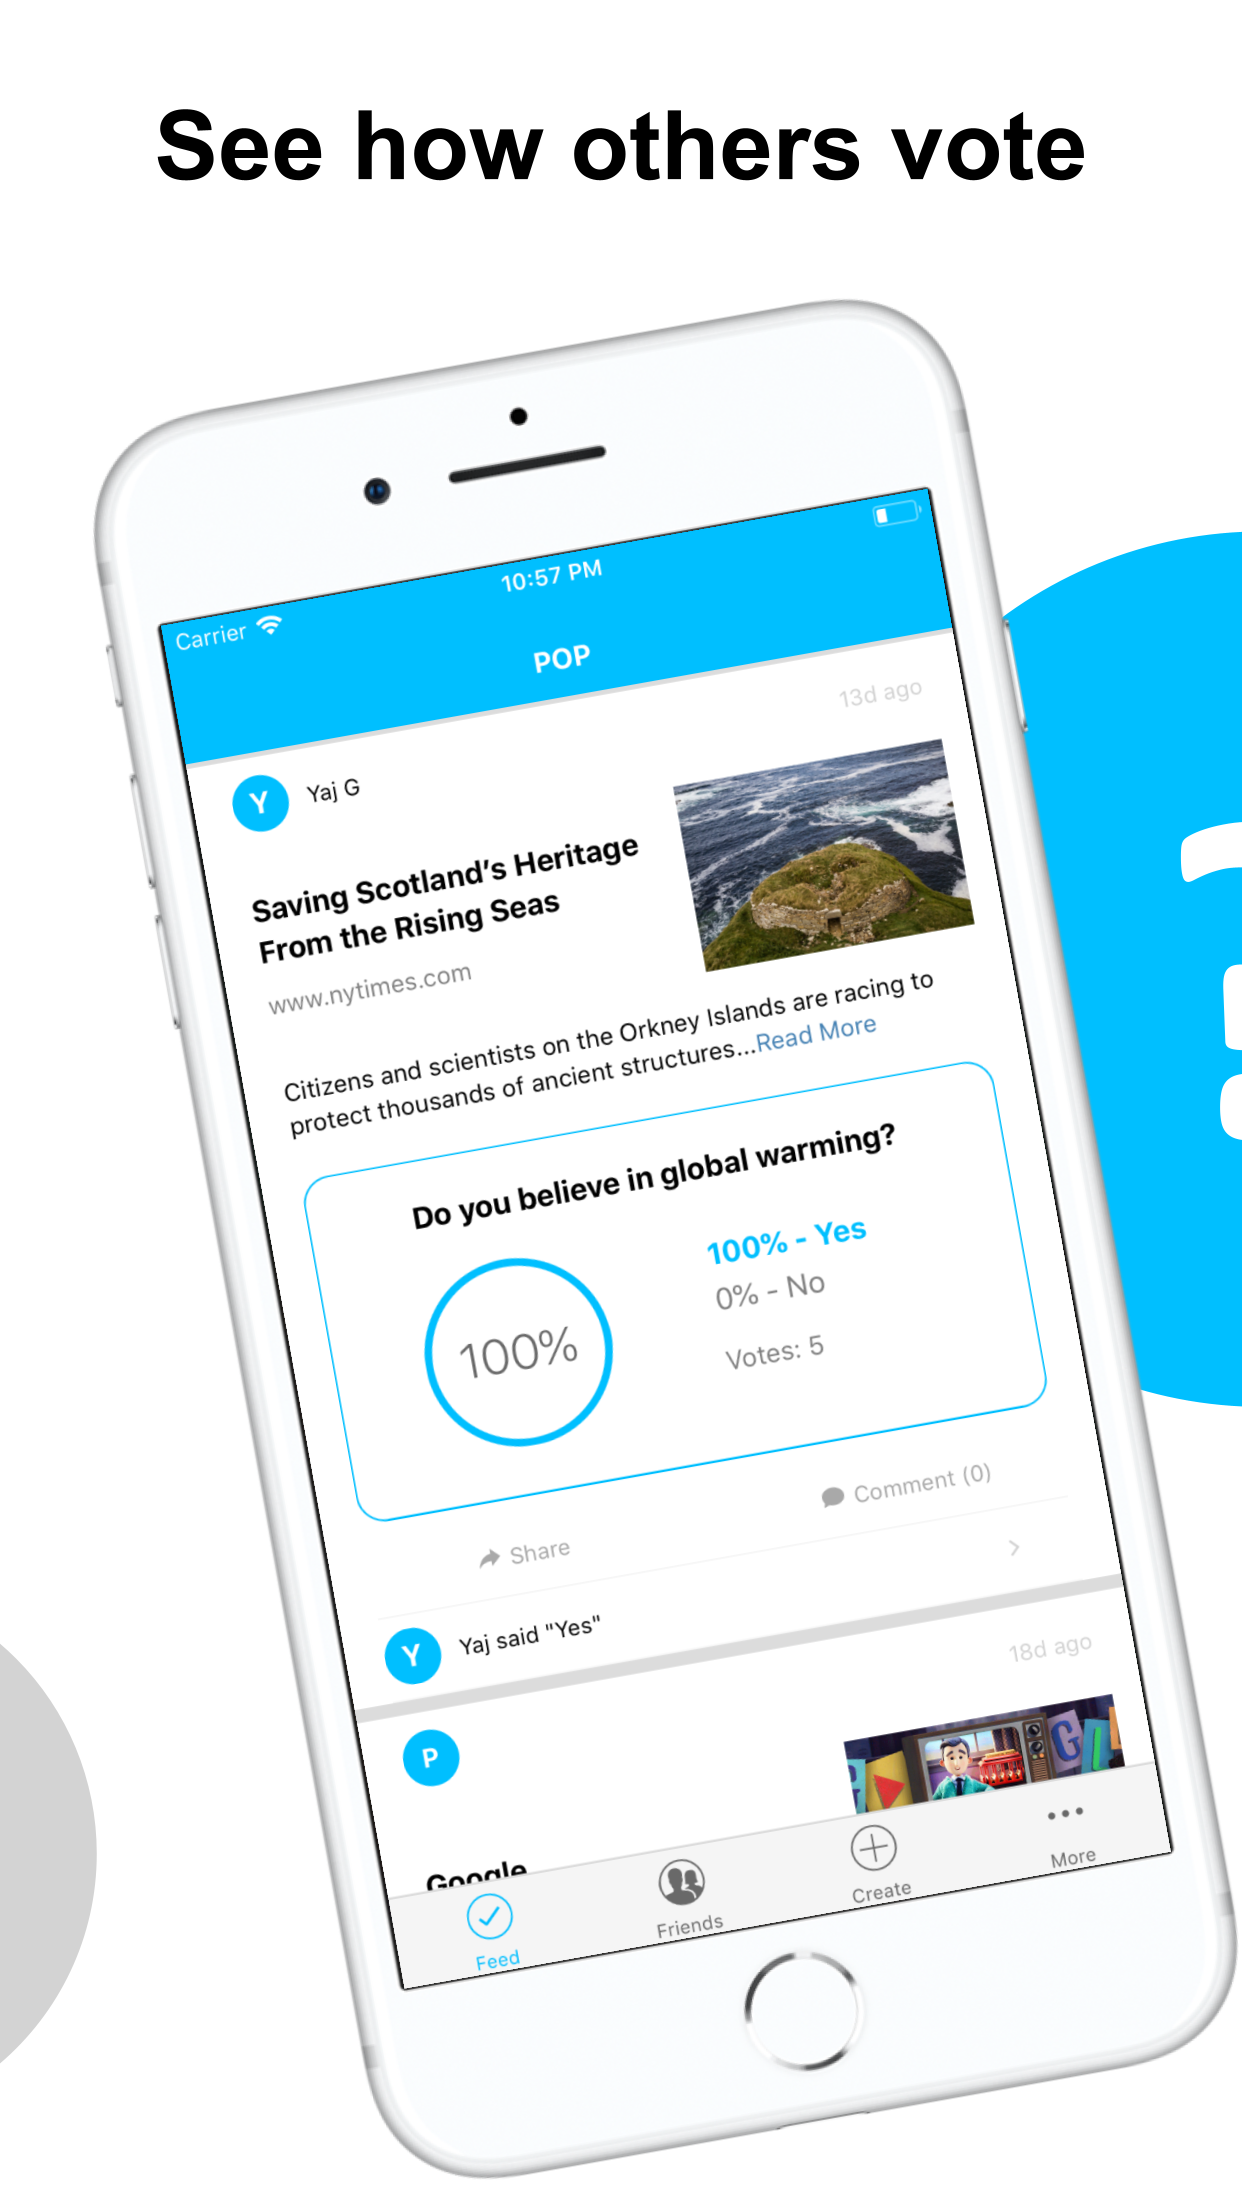 See how others vote
Carrier
10:57 PM
POP
13d ago
Y
Yaj G
Saving Scotland's Heritage
From the Rising Seas
www.nytimes.com
Citizens and scientists on the Orkney Islands are racing to
protect thousands of ancient structures...Read More
Do you believe in global warming?
100%
100% - Yes
0% - No
Votes: 5
Share
Comment (0)
Y
Yaj said "Yes"
18d ago
P
Google
Feed
Friends
Create
More